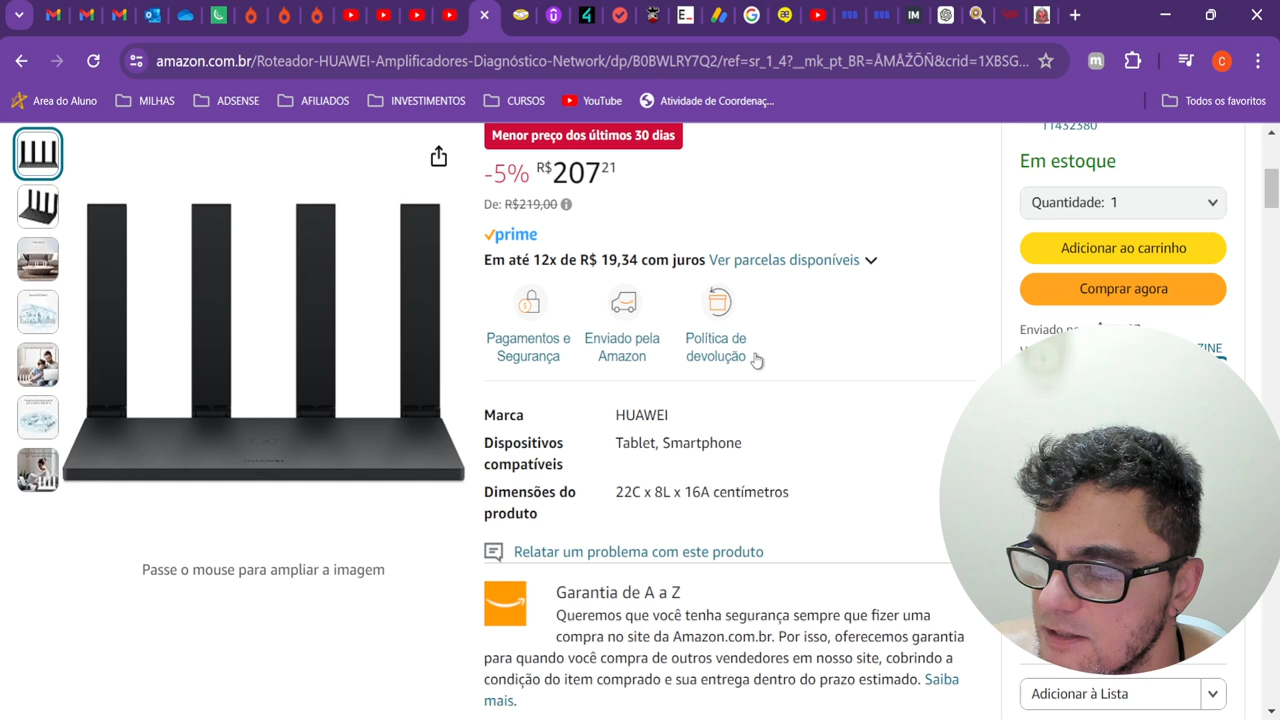 amazon.com.br/Roteador-HUAWEI-Amplificadores-Diagnóstico-Network/dp/B0BWLRY7Q2/ref=sr_1_4?__mk_pt_BR=ÅMÅŽÕÑ&crid=1XBSG...
Area do Aluno
MILHAS
ADSENSE
AFILIADOS
INVESTIMENTOS
CURSOS
YouTube
Atividade de Coordenaç...
Todos os favoritos
Menor preço dos últimos 30 dias
-5% R$207 21
De: R$219,00
prime
Em até 12x de R$ 19,34 com juros Ver parcelas disponíveis
Pagamentos e
Segurança
Enviado pela
Amazon
Política de
devolução
Marca HUAWEI
Dispositivos Tablet, Smartphone
compatíveis
Dimensões do 22C x 8L x 16A centímetros
produto
Relatar um problema com este produto
Garantia de A a Z
Queremos que você tenha segurança sempre que fizer uma
compra no site da Amazon.com.br. Por isso, oferecemos garantia
para quando você compra de outros vendedores em nosso site, cobrindo a
condição do item comprado e sua entrega dentro do prazo estimado. Saiba
mais.
HUAWEI
Passe o mouse para ampliar a imagem
11432380
Em estoque
Quantidade: 1
Adicionar ao carrinho
Comprar agora
Enviado
Adicionar à Lista